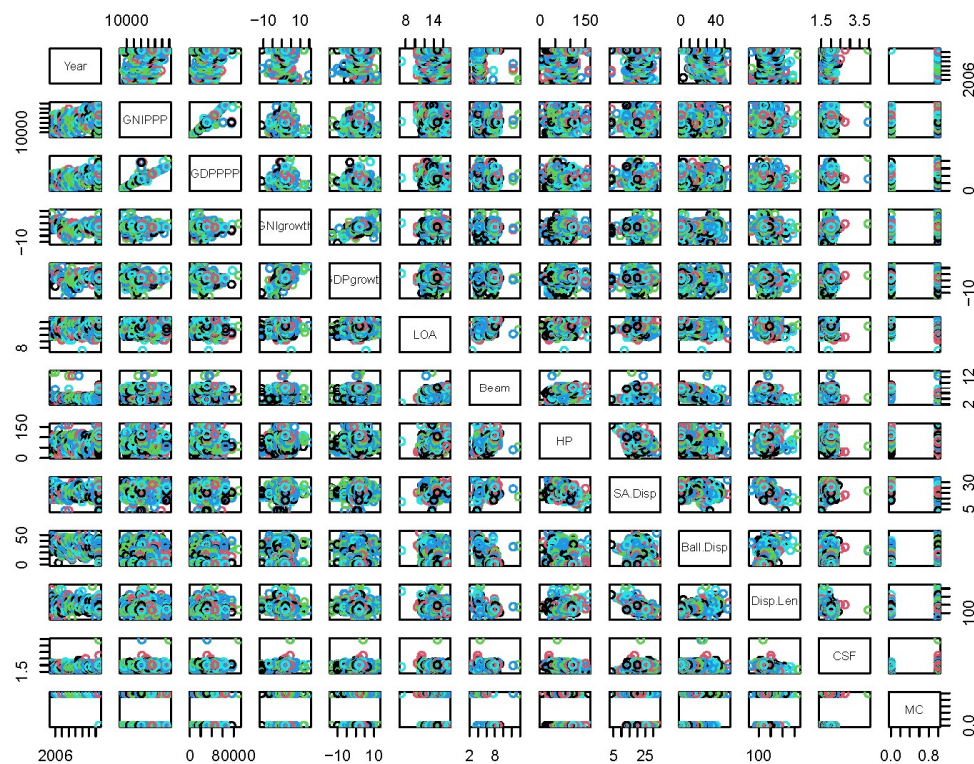 10000
−10 10
8 14
0 150
0 40
1.5 3.5
Year
2006
10000
GNIPPP
GDPPPP
0
−10
GNIgrowth
GDPgrowt
−10
8
LOA
Beam
2 12
0 150
HP
SA.Disp
5 30
0 50
Ball.Disp
Disp.Len
100
1.5
CSF
MC
0.0
2006
0 80000
−10 10
2 8
5 25
100
0.0 0.8